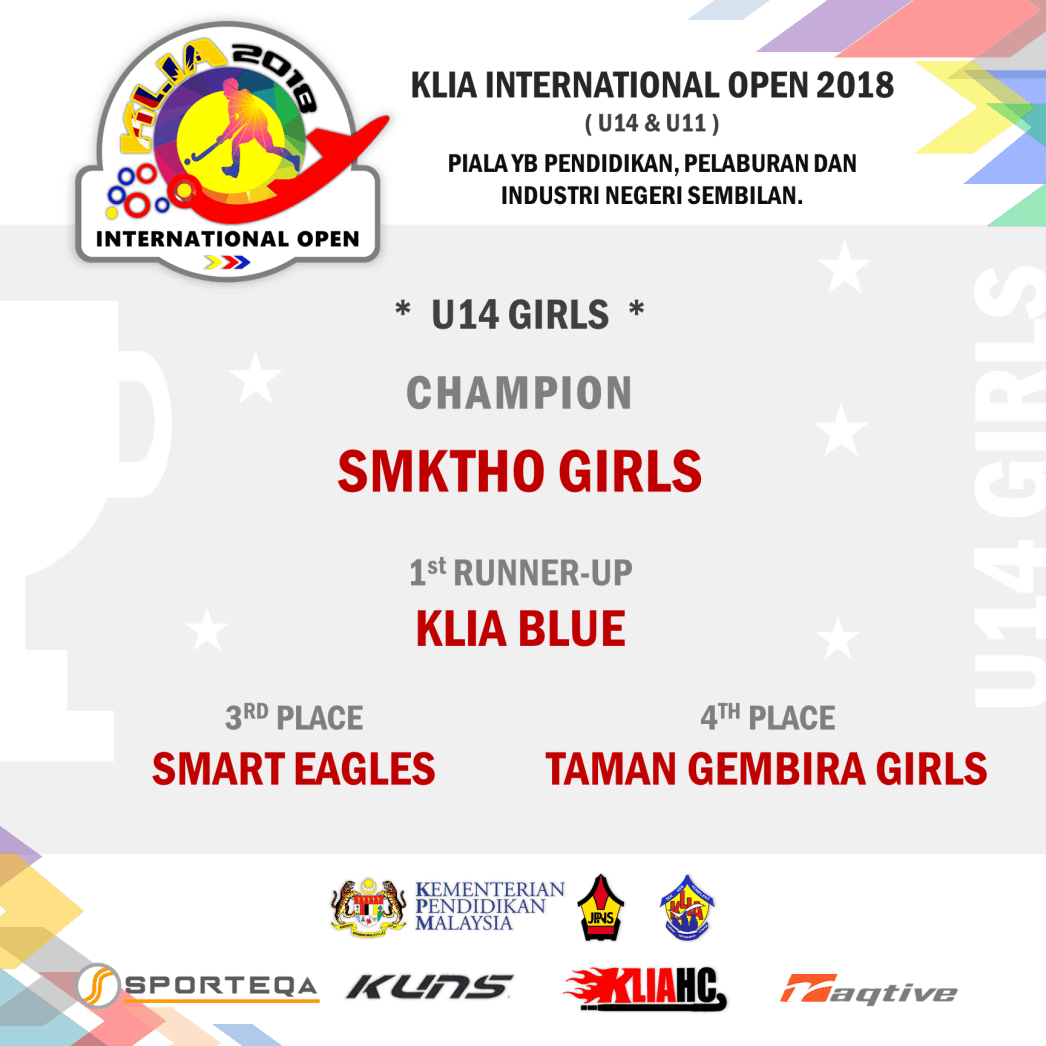 KLIA 2018
INTERNATIONAL OPEN
KLIA INTERNATIONAL OPEN 2018
( U14 & U11 )
PIALA YB PENDIDIKAN, PELABURAN DAN
INDUSTRI NEGERI SEMBILAN.
* U14 GIRLS *
CHAMPION
SMKTHO GIRLS
1st RUNNER-UP
KLIA BLUE
3RD PLACE
SMART EAGLES
4TH PLACE
TAMAN GEMBIRA GIRLS
U14 GIRLS
KEMENTERIAN
PENDIDIKAN
MALAYSIA
JPNS
SPORTEQA
KUNS
KLIAHC
Taqtive